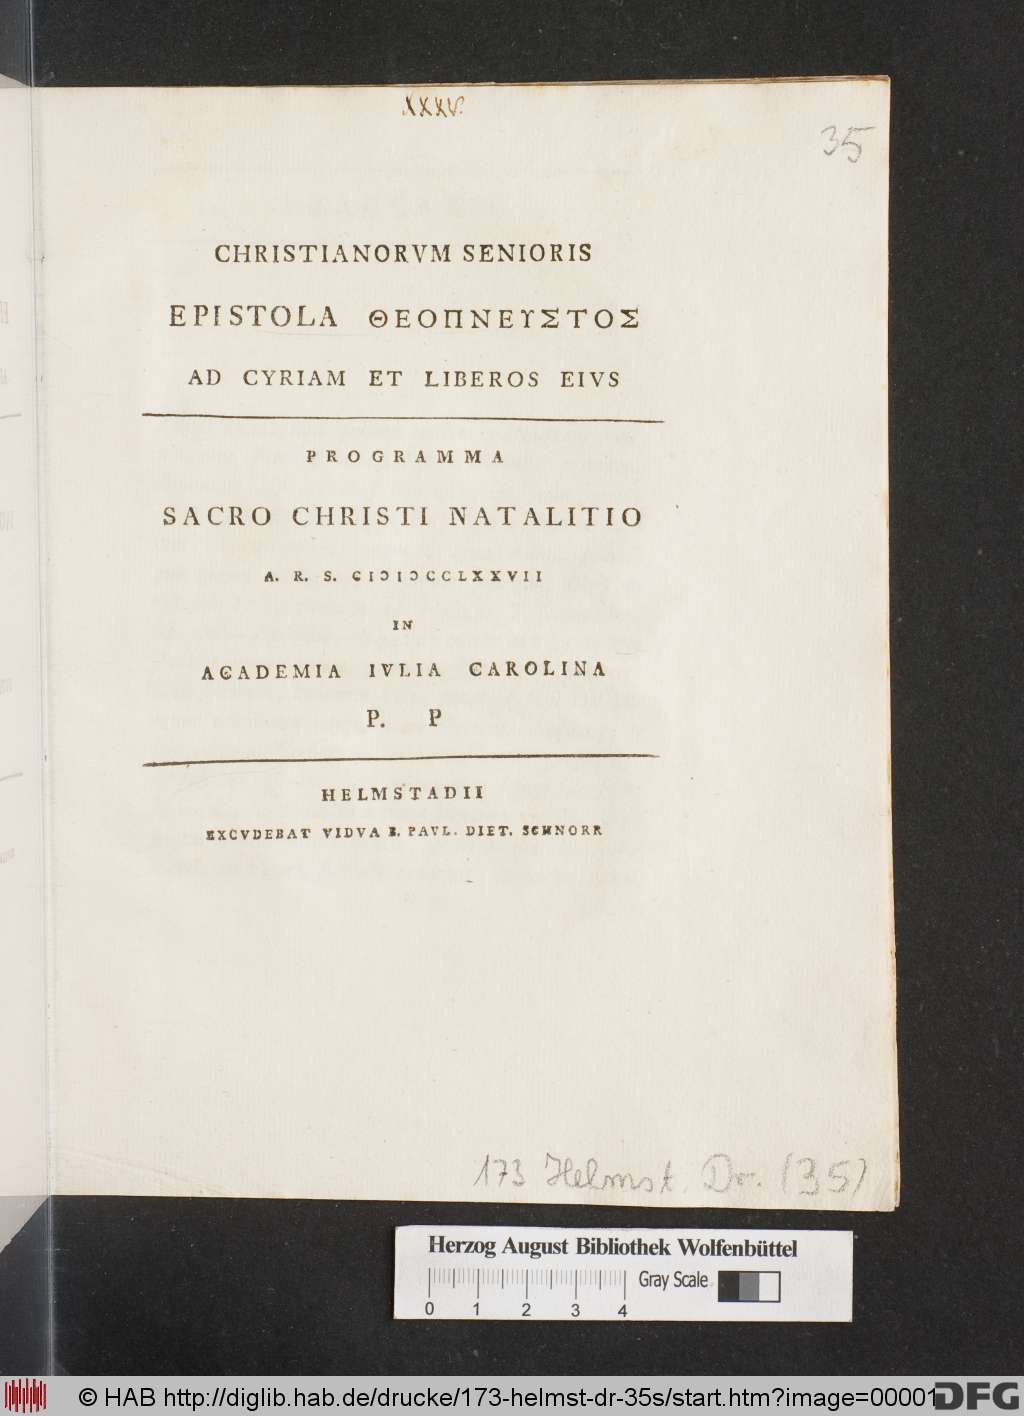 XXXV.
35
CHRISTIANORVM SENIORIS
EPISTOLA ΘΕΟΠΝΕΥΣΤΟΣ
AD CYRIAM ET LIBEROS EIVS
PROGRAMMA
SACRO CHRISTI NATALITIO
A. R. S. CIƆIƆCCLXXVII
IN
ACADEMIA IVLIA CAROLINA
P. P
HELMSTADII
EXCVDEBAT VIDVA B. PAVL. DIET. SCHNORR
173 Helmst. Dr. (35)
Herzog August Bibliothek Wolfenbüttel
Gray Scale
0 1 2 3 4
© HAB http://diglib.hab.de/drucke/173-helmst-dr-35s/start.htm?image=00001
DFG